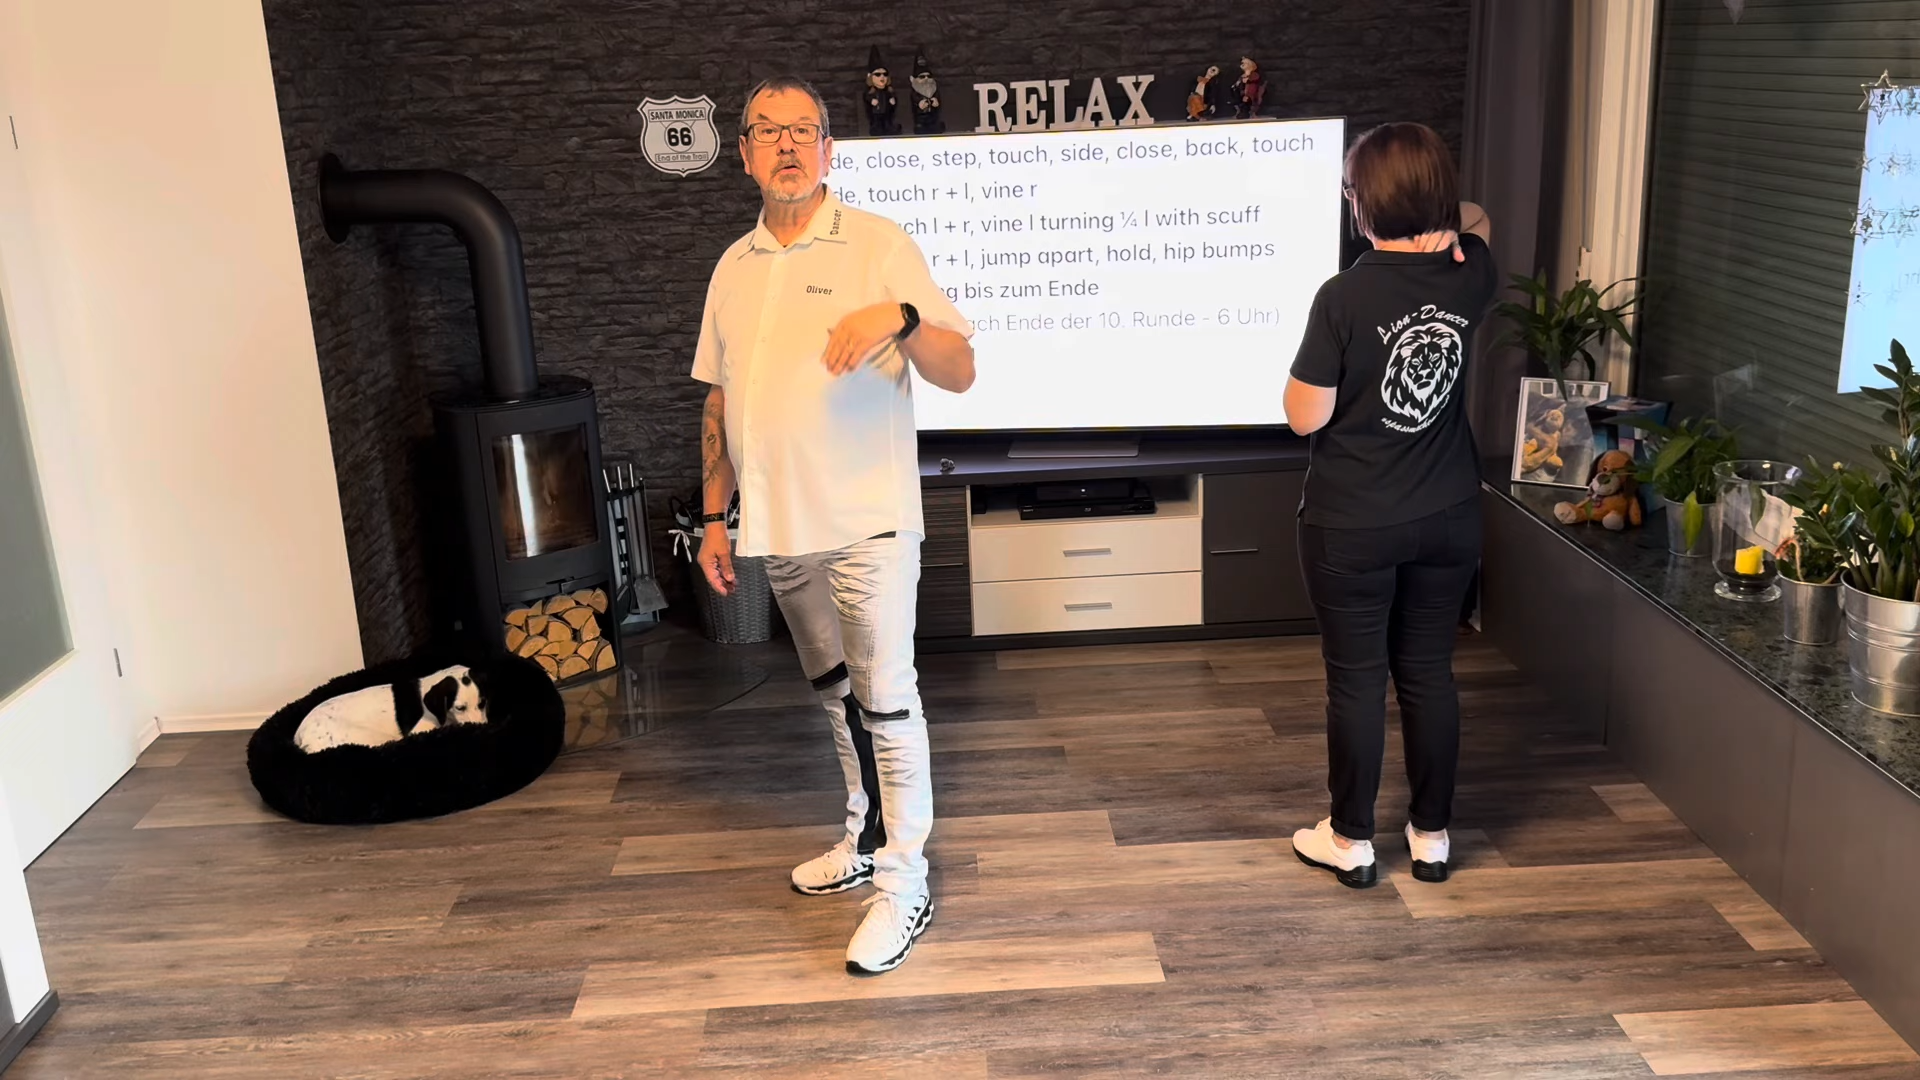 SANTA MONICA
66
End of the Trail
RELAX
de, close, step, touch, side, close, back, touch
de, touch r + l, vine r
ch l + r, vine l turning ¼ l with scuff
r + l, jump apart, hold, hip bumps
g bis zum Ende
ach Ende der 10. Runde - 6 Uhr)
Dancer
Oliver
Lion-Dancer